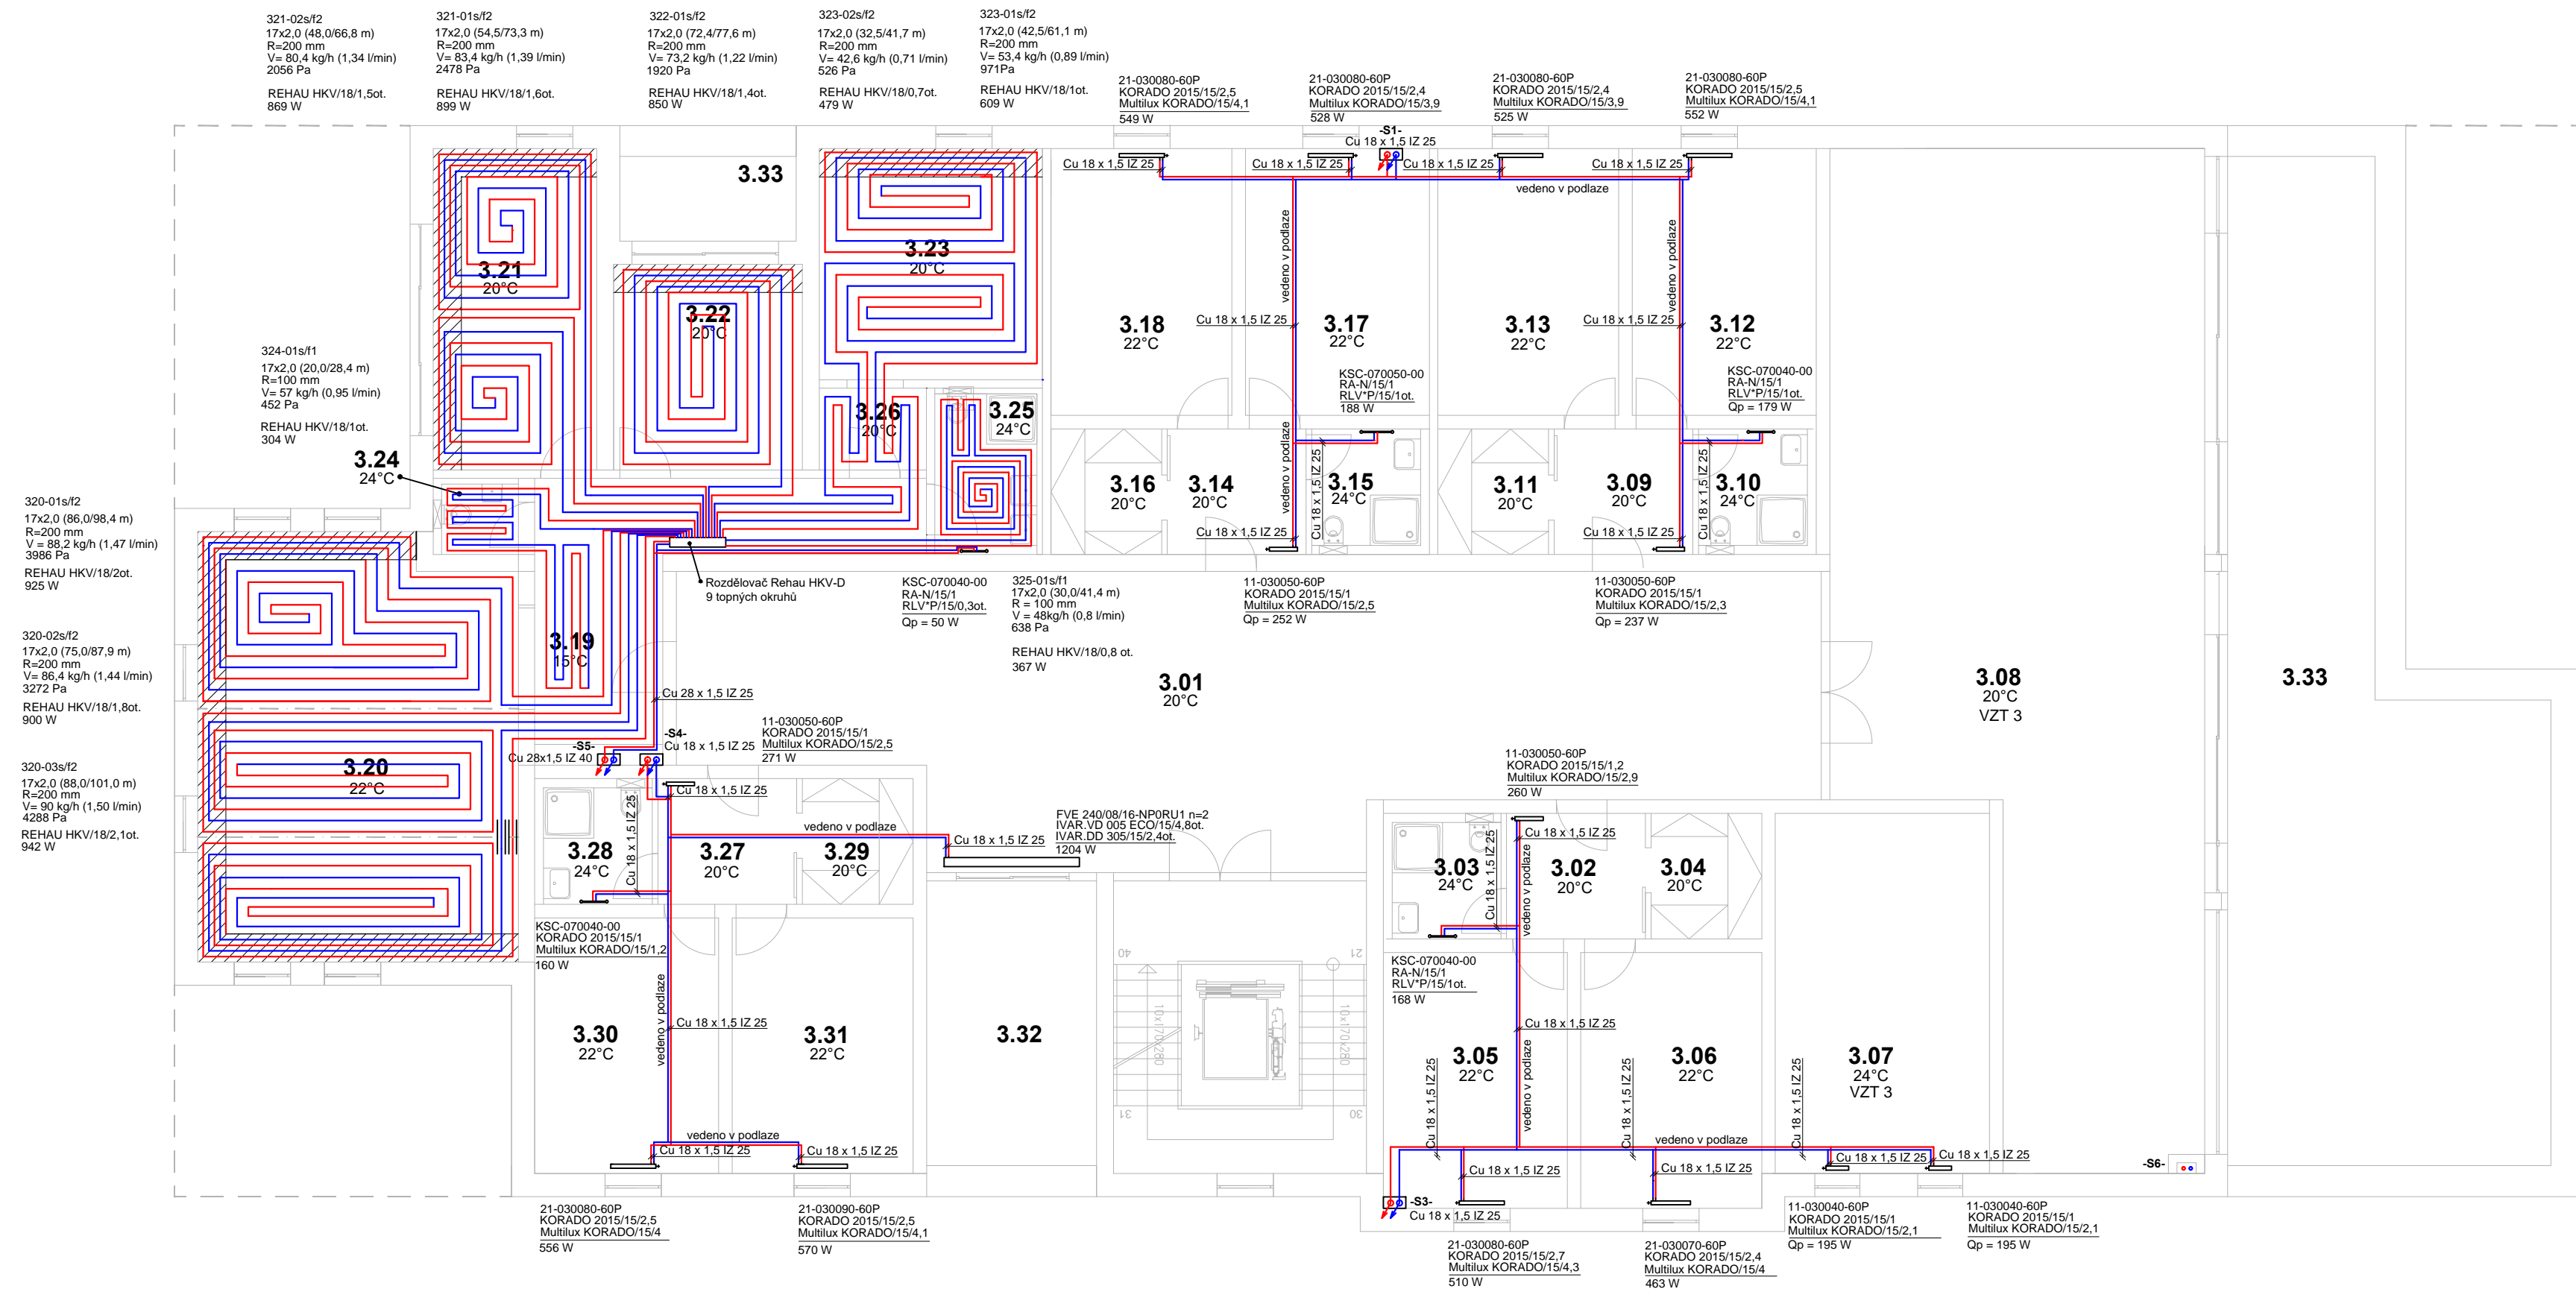 321-02s/f2
17x2,0 (48,0/66,8 m)
R=200 mm
V= 80,4 kg/h (1,34 l/min)
2056 Pa
REHAU HKV/18/1,5ot.
869 W
321-01s/f2
17x2,0 (54,5/73,3 m)
R=200 mm
V= 83,4 kg/h (1,39 l/min)
2478 Pa
REHAU HKV/18/1,6ot.
899 W
322-01s/f2
17x2,0 (72,4/77,6 m)
R=200 mm
V= 73,2 kg/h (1,22 l/min)
1920 Pa
REHAU HKV/18/1,4ot.
850 W
323-02s/f2
17x2,0 (32,5/41,7 m)
R=200 mm
V= 42,6 kg/h (0,71 l/min)
526 Pa
REHAU HKV/18/0,7ot.
479 W
323-01s/f2
17x2,0 (42,5/61,1 m)
R=200 mm
V= 53,4 kg/h (0,89 l/min)
971Pa
REHAU HKV/18/1ot.
609 W
21-030080-60P
KORADO 2015/15/2,5
Multilux KORADO/15/4,1
549 W
21-030080-60P
KORADO 2015/15/2,4
Multilux KORADO/15/3,9
528 W
21-030080-60P
KORADO 2015/15/2,4
Multilux KORADO/15/3,9
525 W
21-030080-60P
KORADO 2015/15/2,5
Multilux KORADO/15/4,1
552 W
-S1-
Cu 18 x 1,5 IZ 25
Cu 18 x 1,5 IZ 25
Cu 18 x 1,5 IZ 25
Cu 18 x 1,5 IZ 25
Cu 18 x 1,5 IZ 25
vedeno v podlaze
vedeno v podlaze
vedeno v podlaze
3.33
3.21
20°C
3.22
20°C
3.23
20°C
3.18
22°C
Cu 18 x 1,5 IZ 25
3.17
22°C
3.13
22°C
Cu 18 x 1,5 IZ 25
3.12
22°C
324-01s/f1
17x2,0 (20,0/28,4 m)
R=100 mm
V= 57 kg/h (0,95 l/min)
452 Pa
REHAU HKV/18/1ot.
304 W
3.24
24°C
3.26
20°C
3.25
24°C
KSC-070050-00
RA-N/15/1
RLV*P/15/1ot.
188 W
KSC-070040-00
RA-N/15/1
RLV*P/15/1ot.
Qp = 179 W
3.16
20°C
3.14
20°C
vedeno v podlaze
Cu 18 x 1,5 IZ 25
3.15
24°C
3.11
20°C
3.09
20°C
Cu 18 x 1,5 IZ 25
3.10
24°C
Cu 18 x 1,5 IZ 25
Cu 18 x 1,5 IZ 25
320-01s/f2
17x2,0 (86,0/98,4 m)
R=200 mm
V = 88,2 kg/h (1,47 l/min)
3986 Pa
REHAU HKV/18/2ot.
925 W
Rozdělovač Rehau HKV-D
9 topných okruhů
KSC-070040-00
RA-N/15/1
RLV*P/15/0,3ot.
Qp = 50 W
325-01s/f1
17x2,0 (30,0/41,4 m)
R = 100 mm
V = 48kg/h (0,8 l/min)
638 Pa
REHAU HKV/18/0,8 ot.
367 W
11-030050-60P
KORADO 2015/15/1
Multilux KORADO/15/2,5
Qp = 252 W
11-030050-60P
KORADO 2015/15/1
Multilux KORADO/15/2,3
Qp = 237 W
320-02s/f2
17x2,0 (75,0/87,9 m)
R=200 mm
V= 86,4 kg/h (1,44 l/min)
3272 Pa
REHAU HKV/18/1,8ot.
900 W
3.19
15°C
3.01
20°C
3.08
20°C
VZT 3
3.33
Cu 28 x 1,5 IZ 25
-S5-
Cu 28x1,5 IZ 40
-S4-
Cu 18 x 1,5 IZ 25
11-030050-60P
KORADO 2015/15/1
Multilux KORADO/15/2,5
271 W
320-03s/f2
17x2,0 (88,0/101,0 m)
R=200 mm
V= 90 kg/h (1,50 l/min)
4288 Pa
REHAU HKV/18/2,1ot.
942 W
3.20
22°C
Cu 18 x 1,5 IZ 25
Cu 18 x 1,5 IZ 25
vedeno v podlaze
Cu 18 x 1,5 IZ 25
FVE 240/08/16-NP0RU1 n=2
IVAR.VD 005 ECO/15/4,8ot.
IVAR.DD 305/15/2,4ot.
1204 W
11-030050-60P
KORADO 2015/15/1,2
Multilux KORADO/15/2,9
260 W
3.28
24°C
3.27
20°C
3.29
20°C
3.03
24°C
Cu 18 x 1,5 IZ 25
Cu 18 x 1,5 IZ 25
vedeno v podlaze
3.02
20°C
3.04
20°C
KSC-070040-00
KORADO 2015/15/1
Multilux KORADO/15/1,2
160 W
KSC-070040-00
RA-N/15/1
RLV*P/15/1ot.
168 W
40
21
10x170x280
10x170x280
31
30
3.30
22°C
vedeno v podlaze
Cu 18 x 1,5 IZ 25
3.31
22°C
3.32
Cu 18 x 1,5 IZ 25
3.05
22°C
vedeno v podlaze
3.06
22°C
3.07
24°C
VZT 3
Cu 18 x 1,5 IZ 25
Cu 18 x 1,5 IZ 25
Cu 18 x 1,5 IZ 25
vedeno v podlaze
Cu 18 x 1,5 IZ 25
Cu 18 x 1,5 IZ 25
vedeno v podlaze
Cu 18 x 1,5 IZ 25
Cu 18 x 1,5 IZ 25
Cu 18 x 1,5 IZ 25
Cu 18 x 1,5 IZ 25
-S6-
-S3-
Cu 18 x 1,5 IZ 25
21-030080-60P
KORADO 2015/15/2,5
Multilux KORADO/15/4
556 W
21-030090-60P
KORADO 2015/15/2,5
Multilux KORADO/15/4,1
570 W
21-030080-60P
KORADO 2015/15/2,7
Multilux KORADO/15/4,3
510 W
21-030070-60P
KORADO 2015/15/2,4
Multilux KORADO/15/4
463 W
11-030040-60P
KORADO 2015/15/1
Multilux KORADO/15/2,1
Qp = 195 W
11-030040-60P
KORADO 2015/15/1
Multilux KORADO/15/2,1
Qp = 195 W